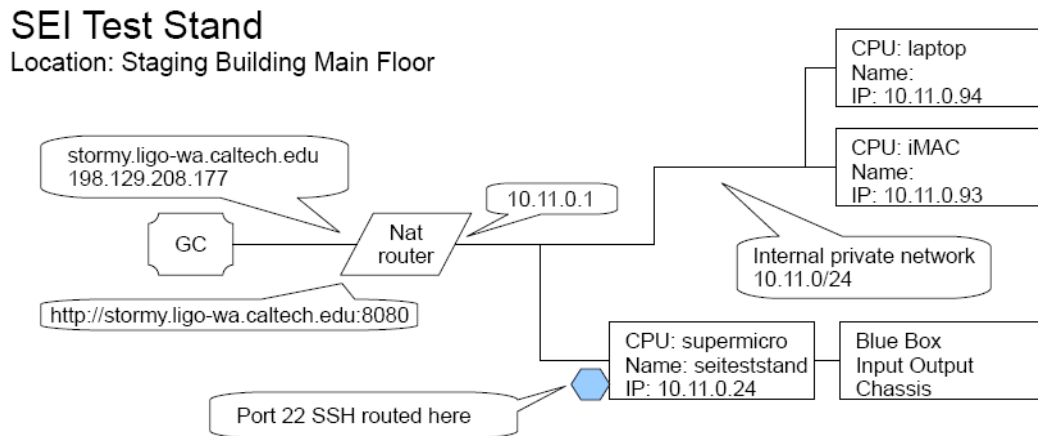 SEI Test Stand
Location: Staging Building Main Floor
CPU: laptop
Name:
IP: 10.11.0.94
stormy.ligo-wa.caltech.edu
198.129.208.177
CPU: iMAC
Name:
IP: 10.11.0.93
10.11.0.1
GC
Nat
router
Internal private network
10.11.0/24
http://stormy.ligo-wa.caltech.edu:8080
CPU: supermicro
Name: seiteststand
IP: 10.11.0.24
Blue Box
Input Output
Chassis
Port 22 SSH routed here